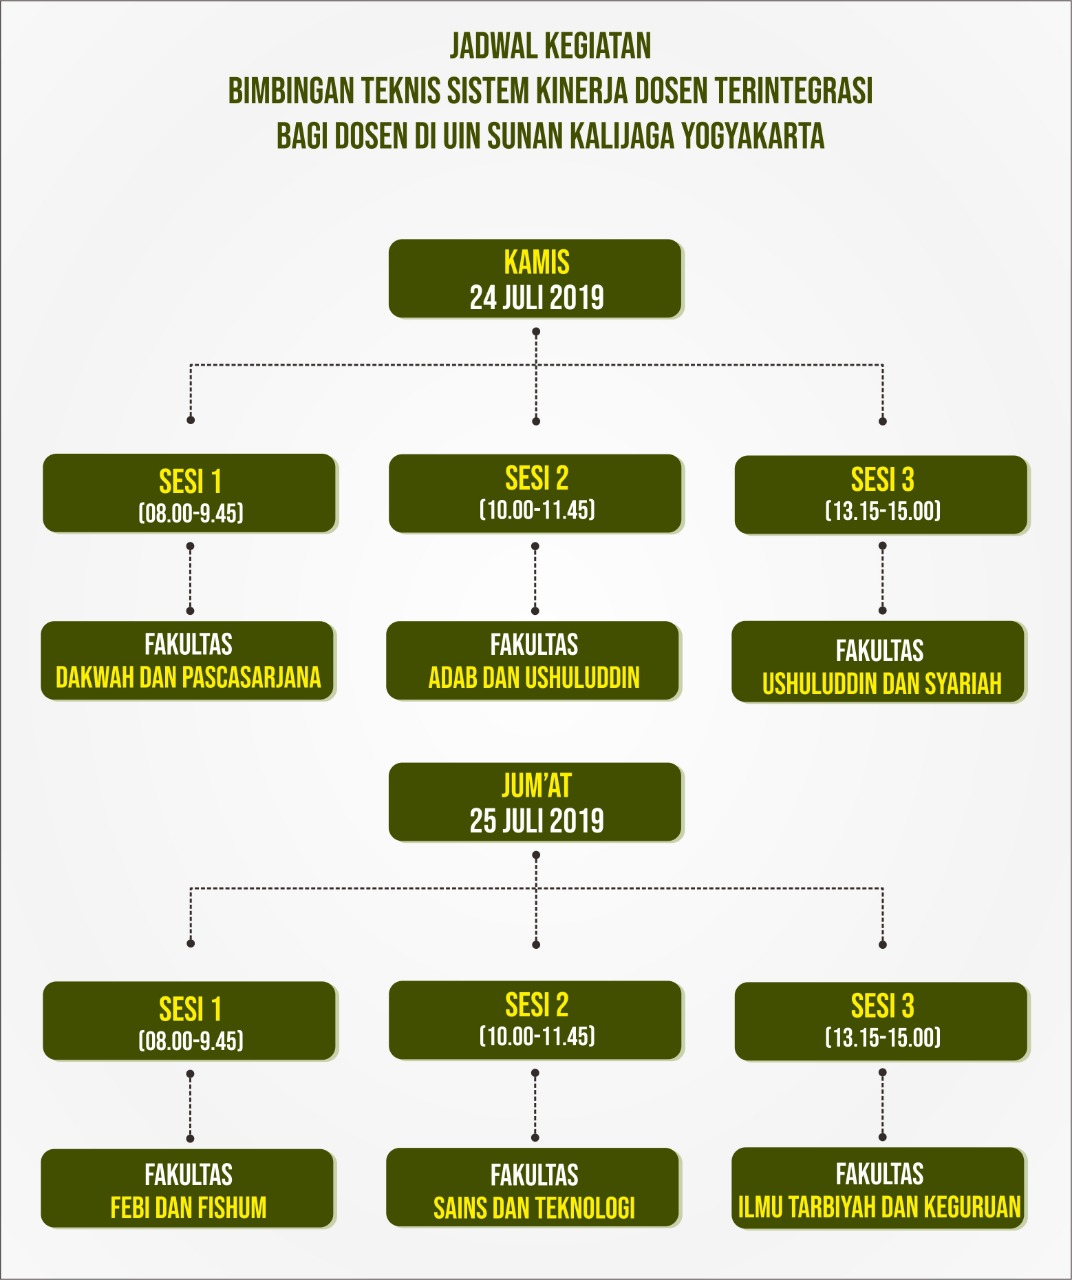 JADWAL KEGIATAN
BIMBINGAN TEKNIS SISTEM KINERJA DOSEN TERINTEGRASI
BAGI DOSEN DI UIN SUNAN KALIJAGA YOGYAKARTA
KAMIS
24 JULI 2019
SESI 1
(08.00-9.45)
FAKULTAS
DAKWAH DAN PASCASARJANA
SESI 2
(10.00-11.45)
FAKULTAS
ADAB DAN USHULUDDIN
SESI 3
(13.15-15.00)
FAKULTAS
USHULUDDIN DAN SYARIAH
JUM'AT
25 JULI 2019
SESI 1
(08.00-9.45)
FAKULTAS
FEBI DAN FISHUM
SESI 2
(10.00-11.45)
FAKULTAS
SAINS DAN TEKNOLOGI
SESI 3
(13.15-15.00)
FAKULTAS
ILMU TARBIYAH DAN KEGURUAN